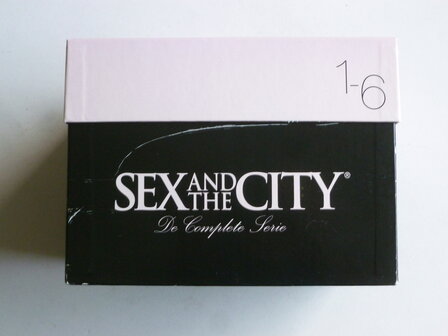 1-6
SEX AND THE CITY®
De Complete Serie